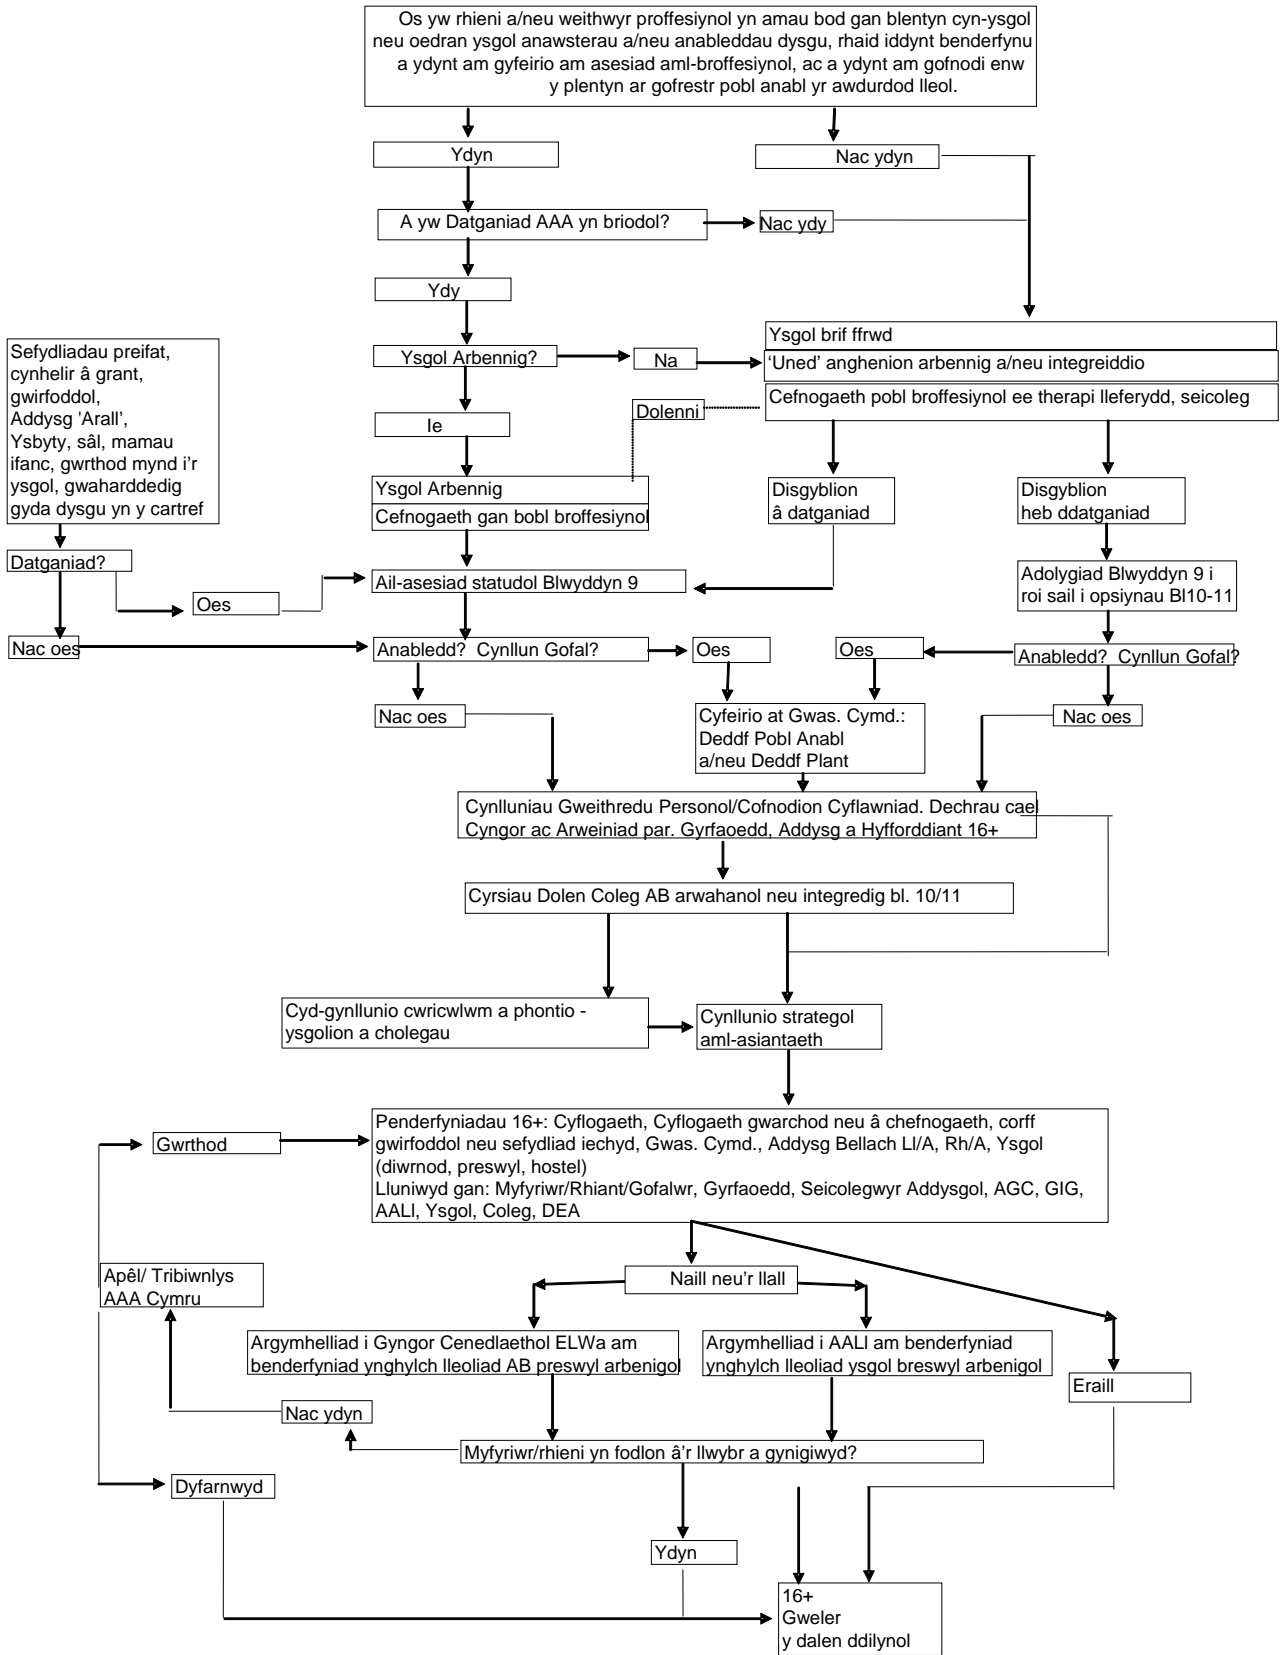 Os yw rhieni a/neu weithwyr proffesiynol yn amau bod gan blentyn cyn-ysgol
neu oedran ysgol anawsterau a/neu anableddau dysgu, rhaid iddynt benderfynu
a ydynt am gyfeirio am asesiad aml-broffesiynol, ac a ydynt am gofnodi enw
y plentyn ar gofrestr pobl anabl yr awdurdod lleol.
Ydyn
Nac ydyn
A yw Datganiad AAA yn briodol?
Nac ydy
Ydy
Ysgol Arbennig?
Na
Ysgol brif ffrwd
'Uned' anghenion arbennig a/neu integreiddio
Cefnogaeth pobl broffesiynol ee therapi lleferydd, seicoleg
Sefydliadau preifat,
cynhelir â grant,
gwirfoddol,
Addysg 'Arall',
Ysbyty, sâl, mamau
ifanc, gwrthod mynd i'r
ysgol, gwaharddedig
gyda dysgu yn y cartref
Dolenni
Ie
Ysgol Arbennig
Cefnogaeth gan bobl broffesiynol
Disgyblion
â datganiad
Disgyblion
heb ddatganiad
Datganiad?
Oes
Ail-asesiad statudol Blwyddyn 9
Adolygiad Blwyddyn 9 i
roi sail i opsiynau Bl10-11
Nac oes
Anabledd? Cynllun Gofal?
Oes
Oes
Anabledd? Cynllun Gofal?
Nac oes
Cyfeirio at Gwas. Cymd.:
Deddf Pobl Anabl
a/neu Deddf Plant
Nac oes
Cynlluniau Gweithredu Personol/Cofnodion Cyflawniad. Dechrau cael
Cyngor ac Arweiniad par. Gyrfaoedd, Addysg a Hyfforddiant 16+
Cyrsiau Dolen Coleg AB arwahanol neu integredig bl. 10/11
Cyd-gynllunio cwricwlwm a phontio -
ysgolion a cholegau
Cynllunio strategol
aml-asiantaeth
Gwrthod
Penderfyniadau 16+: Cyflogaeth, Cyflogaeth gwarchod neu â chefnogaeth, corff
gwirfoddol neu sefydliad iechyd, Gwas. Cymd., Addysg Bellach Ll/A, Rh/A, Ysgol
(diwrnod, preswyl, hostel)
Lluniwyd gan: Myfyriwr/Rhiant/Gofalwr, Gyrfaoedd, Seicolegwyr Addysgol, AGC, GIG,
AALl, Ysgol, Coleg, DEA
Apêl/ Tribiwnlys
AAA Cymru
Naill neu'r llall
Argymhelliad i Gyngor Cenedlaethol ELWa am
benderfyniad ynghylch lleoliad AB preswyl arbenigol
Argymhelliad i AALl am benderfyniad
ynghylch lleoliad ysgol breswyl arbenigol
Eraill
Nac ydyn
Myfyriwr/rhieni yn fodlon â'r llwybr a gynigiwyd?
Dyfarnwyd
Ydyn
16+
Gweler
y dalen ddilynol